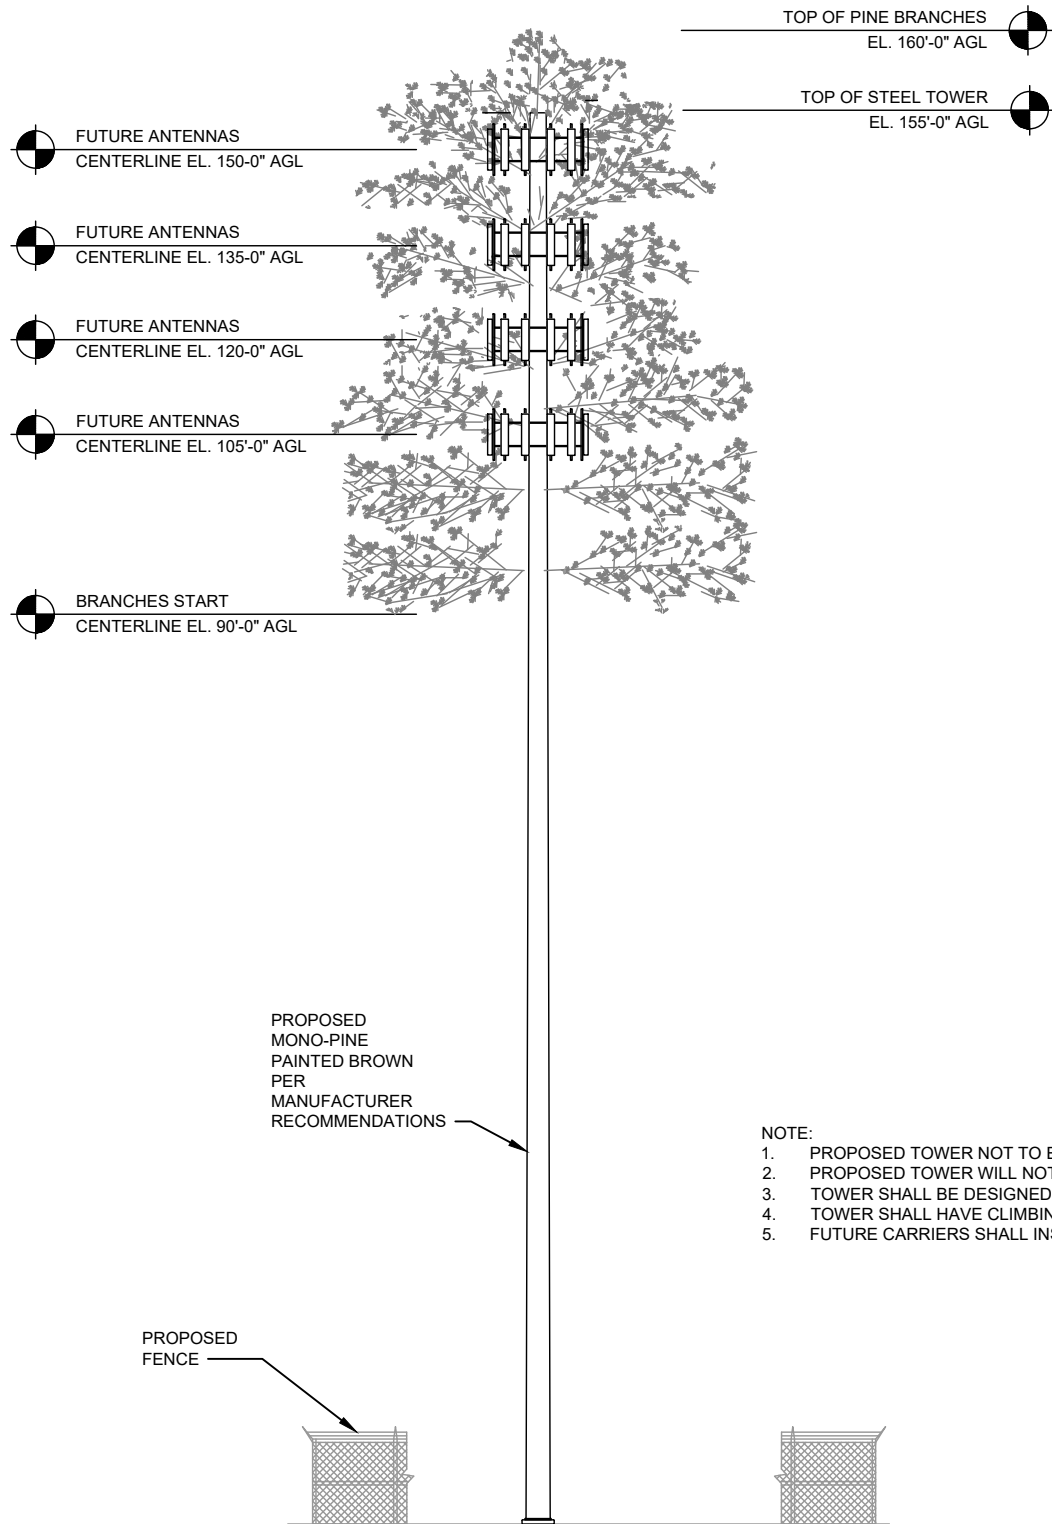 TOP OF PINE BRANCHES
EL. 160'-0" AGL
TOP OF STEEL TOWER
EL. 155'-0" AGL
FUTURE ANTENNAS
CENTERLINE EL. 150-0" AGL
FUTURE ANTENNAS
CENTERLINE EL. 135-0" AGL
FUTURE ANTENNAS
CENTERLINE EL. 120-0" AGL
FUTURE ANTENNAS
CENTERLINE EL. 105'-0" AGL
BRANCHES START
CENTERLINE EL. 90'-0" AGL
PROPOSED
MONO-PINE
PAINTED BROWN
PER
MANUFACTURER
RECOMMENDATIONS
NOTE:
1. PROPOSED TOWER NOT TO
2. PROPOSED TOWER WILL NOT
3. TOWER SHALL BE DESIGNED
4. TOWER SHALL HAVE
5. FUTURE CARRIERS SHALL
PROPOSED
FENCE